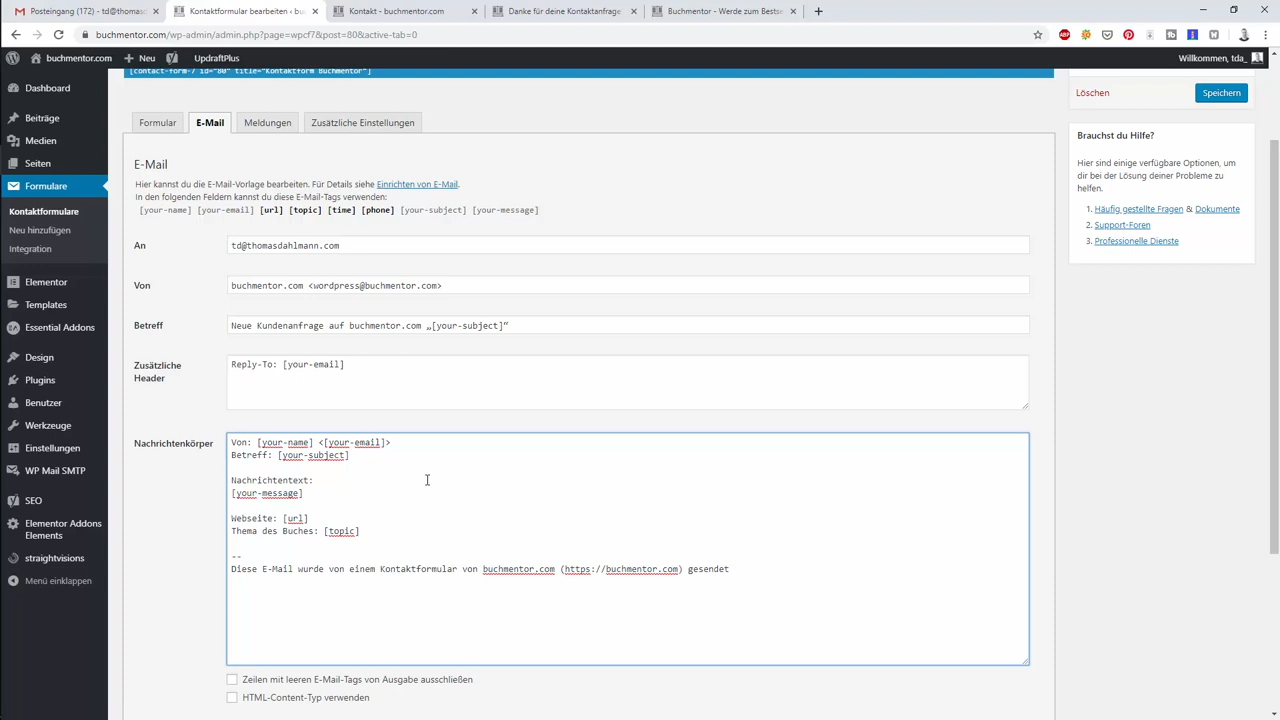 Posteingang (172) - td@thomasd
Kontaktformular bearbeiten ‹ bu
Kontakt - buchmentor.com
Danke für deine Kontaktanfrage
Buchmentor - Werde zum Bestse
buchmentor.com/wp-admin/admin.php?page=wpcf7&post=80&active-tab=0
buchmentor.com
Neu
UpdraftPlus
Willkommen, tda_
Dashboard
Beiträge
Medien
Seiten
Formulare
Kontaktformulare
Neu hinzufügen
Integration
Elementor
Templates
Essential Addons
Design
Plugins
Benutzer
Werkzeuge
Einstellungen
WP Mail SMTP
SEO
Elementor Addons
Elements
straightvisions
Menü einklappen
[contact-form-7 id="80" title="Kontaktform Buchmentor"]
Formular
E-Mail
Meldungen
Zusätzliche Einstellungen
E-Mail
Hier kannst du die E-Mail-Vorlage bearbeiten. Für Details siehe Einrichten von E-Mail.
In den folgenden Feldern kannst du diese E-Mail-Tags verwenden:
[your-name] [your-email] [url] [topic] [time] [phone] [your-subject] [your-message]
An
td@thomasdahlmann.com
Von
buchmentor.com <wordpress@buchmentor.com>
Betreff
Neue Kundenanfrage auf buchmentor.com „[your-subject]“
Zusätzliche
Header
Reply-To: [your-email]
Nachrichtenkörper
Von: [your-name] <[your-email]>
Betreff: [your-subject]
Nachrichtentext:
[your-message]
Webseite: [url]
Thema des Buches: [topic]
--
Diese E-Mail wurde von einem Kontaktformular von buchmentor.com (https://buchmentor.com) gesendet
Zeilen mit leeren E-Mail-Tags von Ausgabe ausschließen
HTML-Content-Typ verwenden
Löschen
Speichern
Brauchst du Hilfe?
Hier sind einige verfügbare Optionen, um
dir bei der Lösung deiner Probleme zu
helfen.
1. Häufig gestellte Fragen & Dokumente
2. Support-Foren
3. Professionelle Dienste